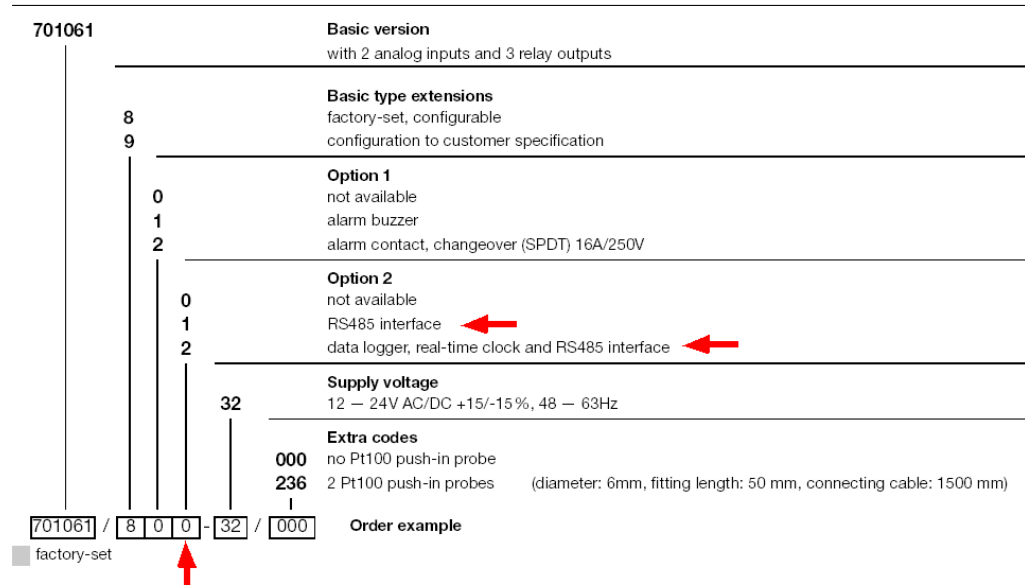 701061 Basic version
with 2 analog inputs and 3 relay outputs
Basic type extensions
8 factory-set, configurable
9 configuration to customer specification
Option 1
0 not available
1 alarm buzzer
2 alarm contact, changeover (SPDT) 16A/250V
Option 2
0 not available
1 RS485 interface
2 data logger, real-time clock and RS485 interface
Supply voltage
32 12 — 24V AC/DC +15/-15%, 48 — 63Hz
Extra codes
000 no Pt100 push-in probe
236 2 Pt100 push-in probes (diameter: 6mm, fitting length: 50 mm, connecting cable: 1500 mm)
701061 / 8 0 0 - 32 / 000 Order example
factory-set